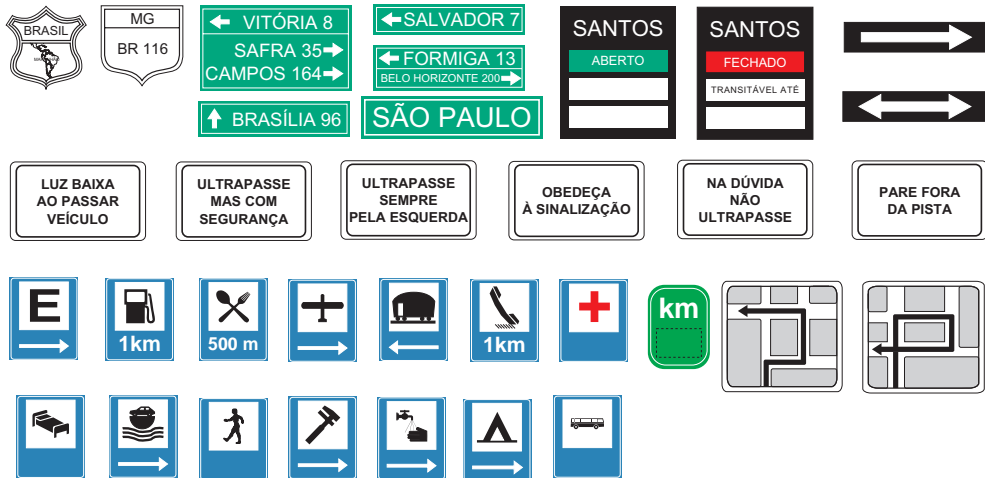 BRASIL
MG
BR 116
VITÓRIA 8
SAFRA 35
CAMPOS 164
BRASÍLIA 96
SALVADOR 7
FORMIGA 13
BELO HORIZONTE 200
SÃO PAULO
SANTOS
ABERTO
SANTOS
FECHADO
TRANSITÁVEL ATÉ
LUZ BAIXA
AO PASSAR
VEÍCULO
ULTRAPASSE
MAS COM
SEGURANÇA
ULTRAPASSE
SEMPRE
PELA ESQUERDA
OBEDEÇA
À SINALIZAÇÃO
NA DÚVIDA
NÃO
ULTRAPASSE
PARE FORA
DA PISTA
E
1km
500 m
1km
km